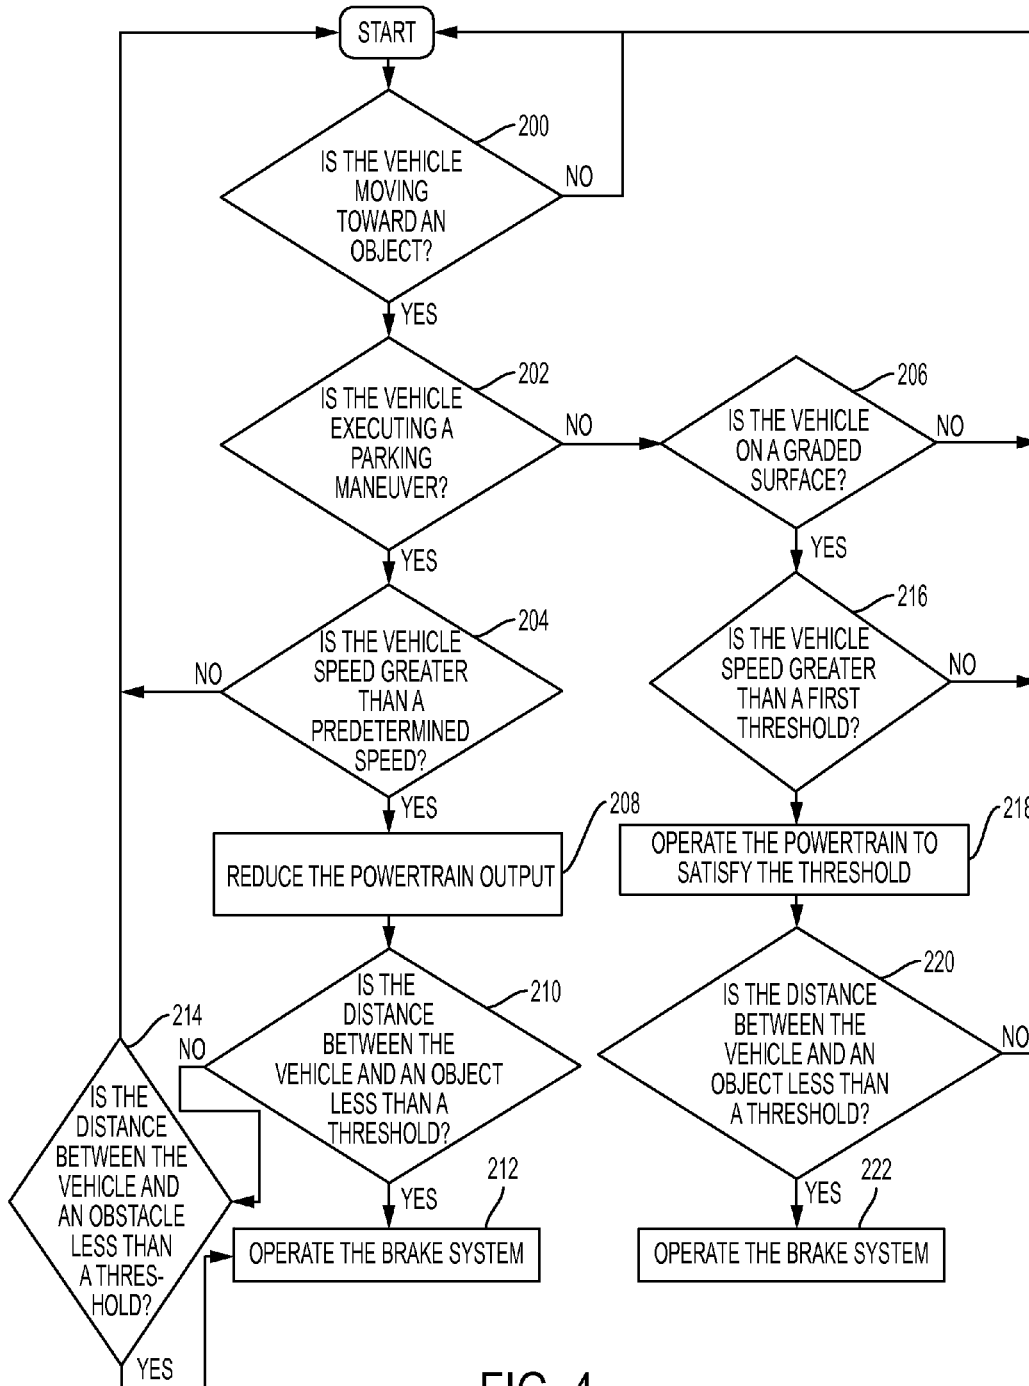 START
200
IS THE VEHICLE
MOVING
TOWARD AN
OBJECT?
NO
YES
202
IS THE VEHICLE
EXECUTING A
PARKING
MANEUVER?
NO
206
IS THE VEHICLE
ON A GRADED
SURFACE?
NO
YES
YES
204
IS THE VEHICLE
SPEED GREATER
THAN A
PREDETERMINED
SPEED?
NO
216
IS THE VEHICLE
SPEED GREATER
THAN A FIRST
THRESHOLD?
NO
YES
208
REDUCE THE POWERTRAIN OUTPUT
218
OPERATE THE POWERTRAIN TO
SATISFY THE THRESHOLD
210
IS THE
DISTANCE
BETWEEN THE
VEHICLE AND AN OBJECT
LESS THAN A
THRESHOLD?
NO
220
IS THE DISTANCE
BETWEEN THE
VEHICLE AND AN
OBJECT LESS THAN
A THRESHOLD?
NO
214
IS THE
DISTANCE
BETWEEN THE
VEHICLE AND
AN OBSTACLE
LESS THAN
A THRES-
HOLD?
YES
YES
212
OPERATE THE BRAKE SYSTEM
YES
222
OPERATE THE BRAKE SYSTEM
FIG. 4